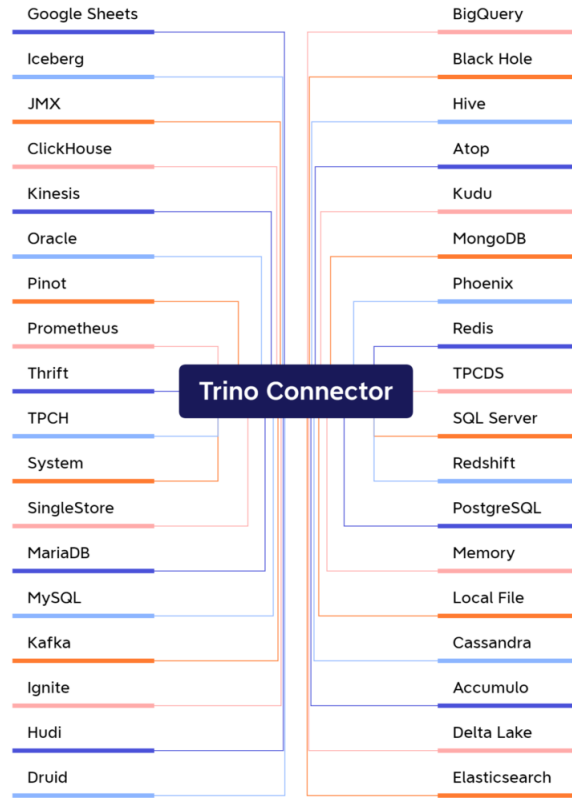 Google Sheets
Iceberg
JMX
ClickHouse
Kinesis
Oracle
Pinot
Prometheus
Thrift
TPCH
System
SingleStore
MariaDB
MySQL
Kafka
Ignite
Hudi
Druid
Trino Connector
BigQuery
Black Hole
Hive
Atop
Kudu
MongoDB
Phoenix
Redis
TPCDS
SQL Server
Redshift
PostgreSQL
Memory
Local File
Cassandra
Accumulo
Delta Lake
Elasticsearch